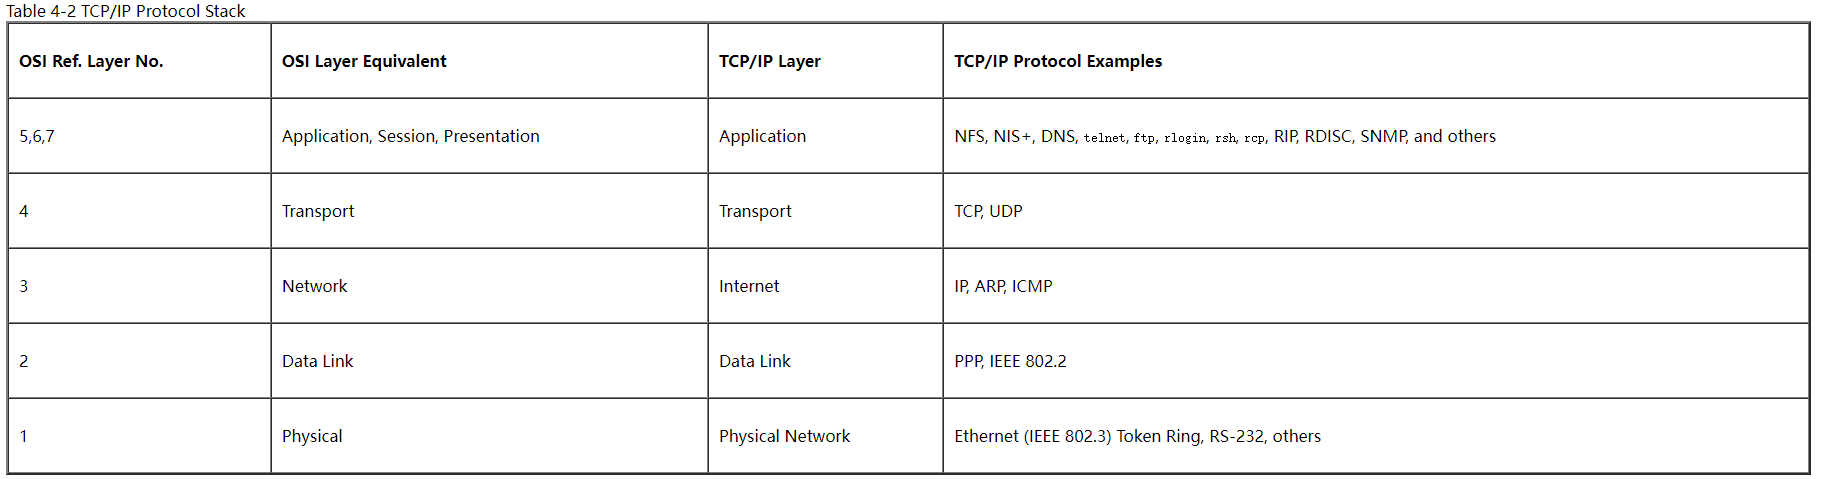 Table 4-2 TCP/IP Protocol Stack
OSI Ref. Layer No. OSI Layer Equivalent TCP/IP Layer TCP/IP Protocol Examples
5,6,7 Application, Session, Presentation Application NFS, NIS+, DNS, telnet, ftp, rlogin, rsh, rcp, RIP, RDISC, SNMP, and others
4 Transport Transport TCP, UDP
3 Network Internet IP, ARP, ICMP
2 Data Link Data Link PPP, IEEE 802.2
1 Physical Physical Network Ethernet (IEEE 802.3) Token Ring, RS-232, others